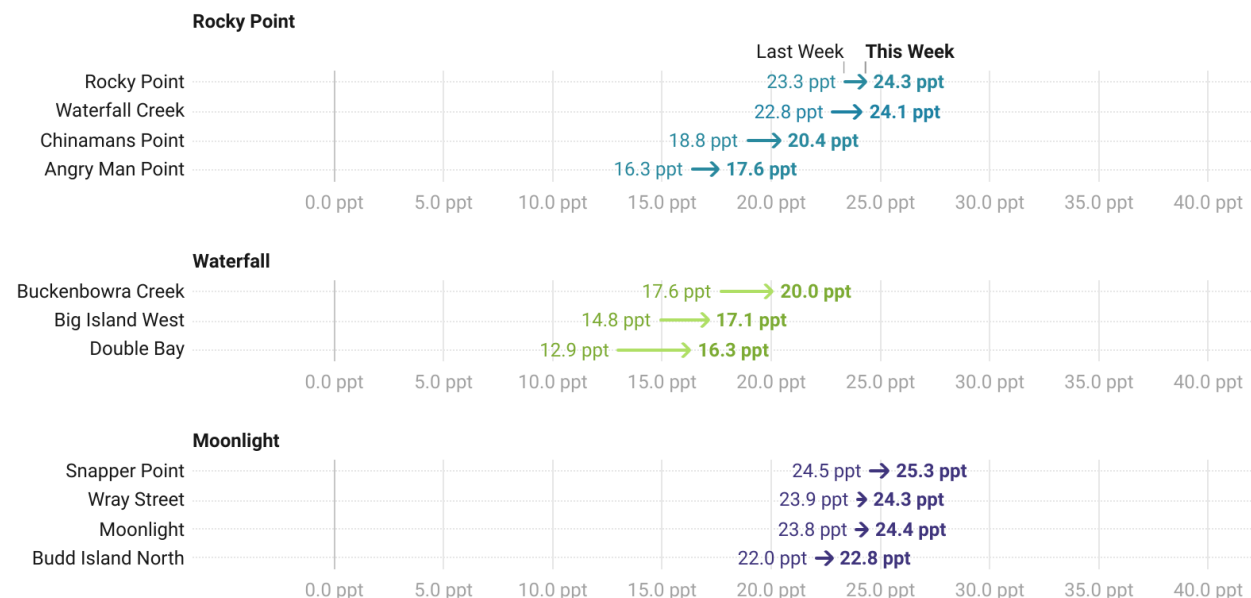 Rocky Point
Last Week This Week
Rocky Point 23.3 ppt 24.3 ppt
Waterfall Creek 22.8 ppt 24.1 ppt
Chinamans Point 18.8 ppt 20.4 ppt
Angry Man Point 16.3 ppt 17.6 ppt
0.0 ppt 5.0 ppt 10.0 ppt 15.0 ppt 20.0 ppt 25.0 ppt 30.0 ppt 35.0 ppt 40.0 ppt
Waterfall
Buckenbowra Creek 17.6 ppt 20.0 ppt
Big Island West 14.8 ppt 17.1 ppt
Double Bay 12.9 ppt 16.3 ppt
0.0 ppt 5.0 ppt 10.0 ppt 15.0 ppt 20.0 ppt 25.0 ppt 30.0 ppt 35.0 ppt 40.0 ppt
Moonlight
Snapper Point 24.5 ppt 25.3 ppt
Wray Street 23.9 ppt 24.3 ppt
Moonlight 23.8 ppt 24.4 ppt
Budd Island North 22.0 ppt 22.8 ppt
0.0 ppt 5.0 ppt 10.0 ppt 15.0 ppt 20.0 ppt 25.0 ppt 30.0 ppt 35.0 ppt 40.0 ppt